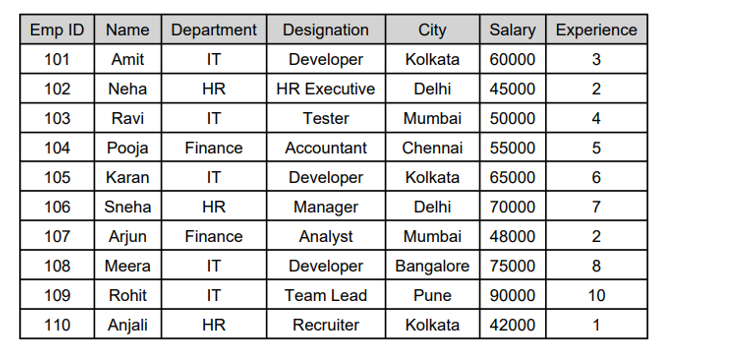 Emp ID Name Department Designation City Salary Experience
101 Amit IT Developer Kolkata 60000 3
102 Neha HR HR Executive Delhi 45000 2
103 Ravi IT Tester Mumbai 50000 4
104 Pooja Finance Accountant Chennai 55000 5
105 Karan IT Developer Kolkata 65000 6
106 Sneha HR Manager Delhi 70000 7
107 Arjun Finance Analyst Mumbai 48000 2
108 Meera IT Developer Bangalore 75000 8
109 Rohit IT Team Lead Pune 90000 10
110 Anjali HR Recruiter Kolkata 42000 1